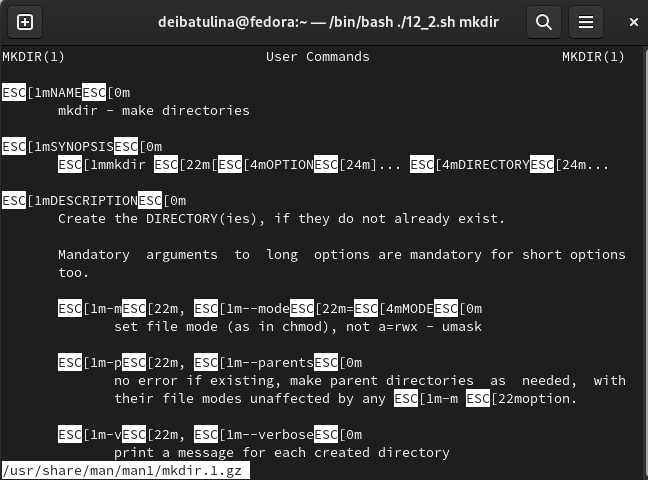 deibatulina@fedora:~ — /bin/bash ./12_2.sh mkdir
MKDIR(1) User Commands MKDIR(1)
ESC[1mNAMEESC[0m
mkdir - make directories
ESC[1mSYNOPSISESC[0m
ESC[1mmkdir ESC[22m[ESC[4mOPTIONESC[24m]... ESC[4mDIRECTORYESC[24m...
ESC[1mDESCRIPTIONESC[0m
Create the DIRECTORY(ies), if they do not already exist.
Mandatory arguments to long options are mandatory for short options
too.
ESC[1m-mESC[22m, ESC[1m--modeESC[22m=ESC[4mMODEESC[0m
set file mode (as in chmod), not a=rwx - umask
ESC[1m-pESC[22m, ESC[1m--parentsESC[0m
no error if existing, make parent directories as needed, with
their file modes unaffected by any ESC[1m-m ESC[22moption.
ESC[1m-vESC[22m, ESC[1m--verboseESC[0m
print a message for each created directory
/usr/share/man/man1/mkdir.1.gz